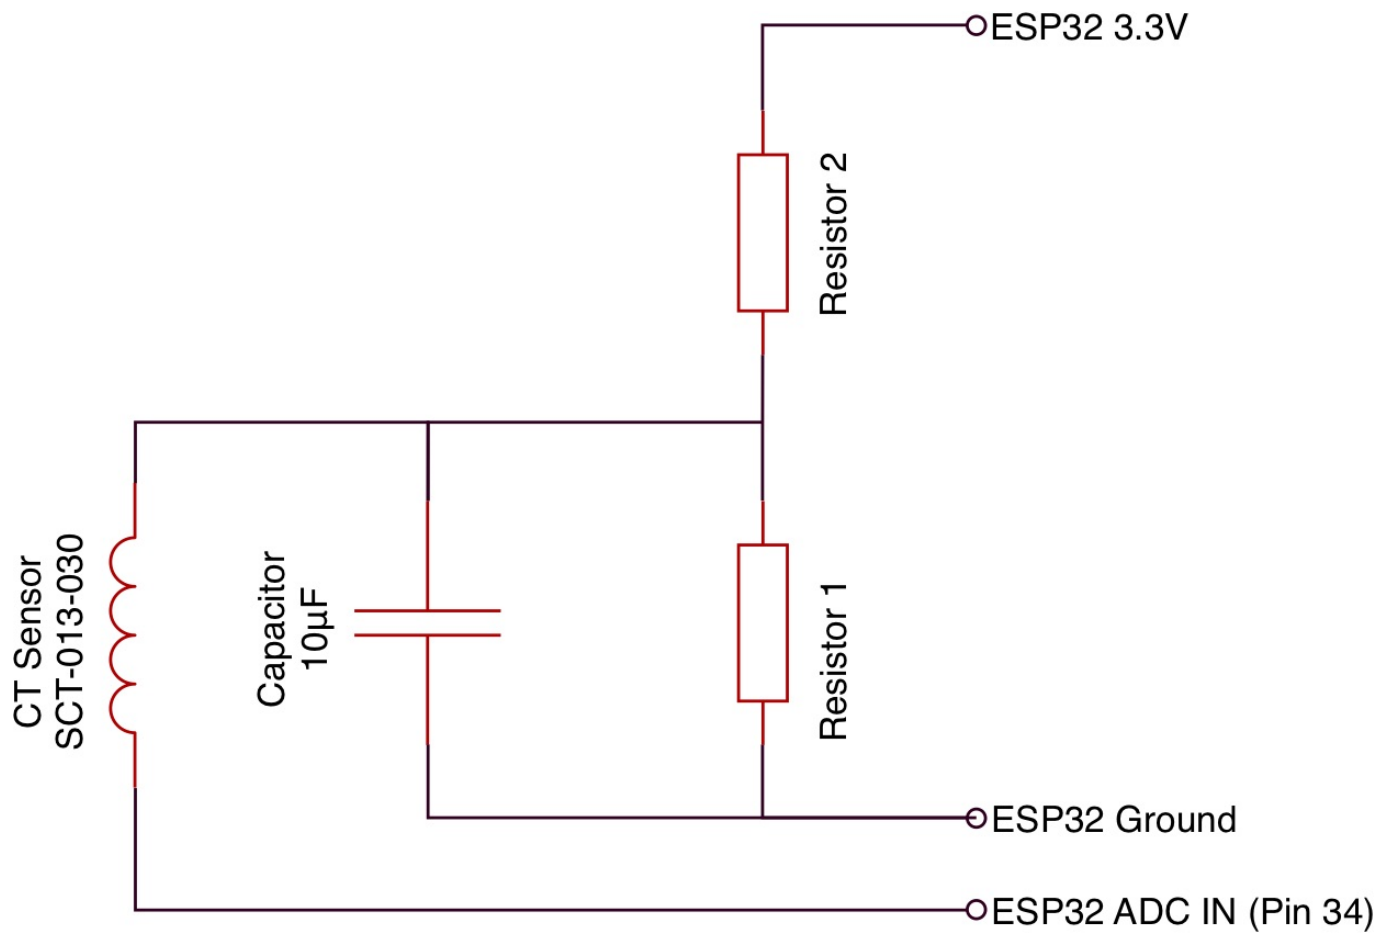 ESP32 3.3V
Resistor 2
CT Sensor
SCT-013-030
Capacitor
10µF
Resistor 1
ESP32 Ground
ESP32 ADC IN (Pin 34)